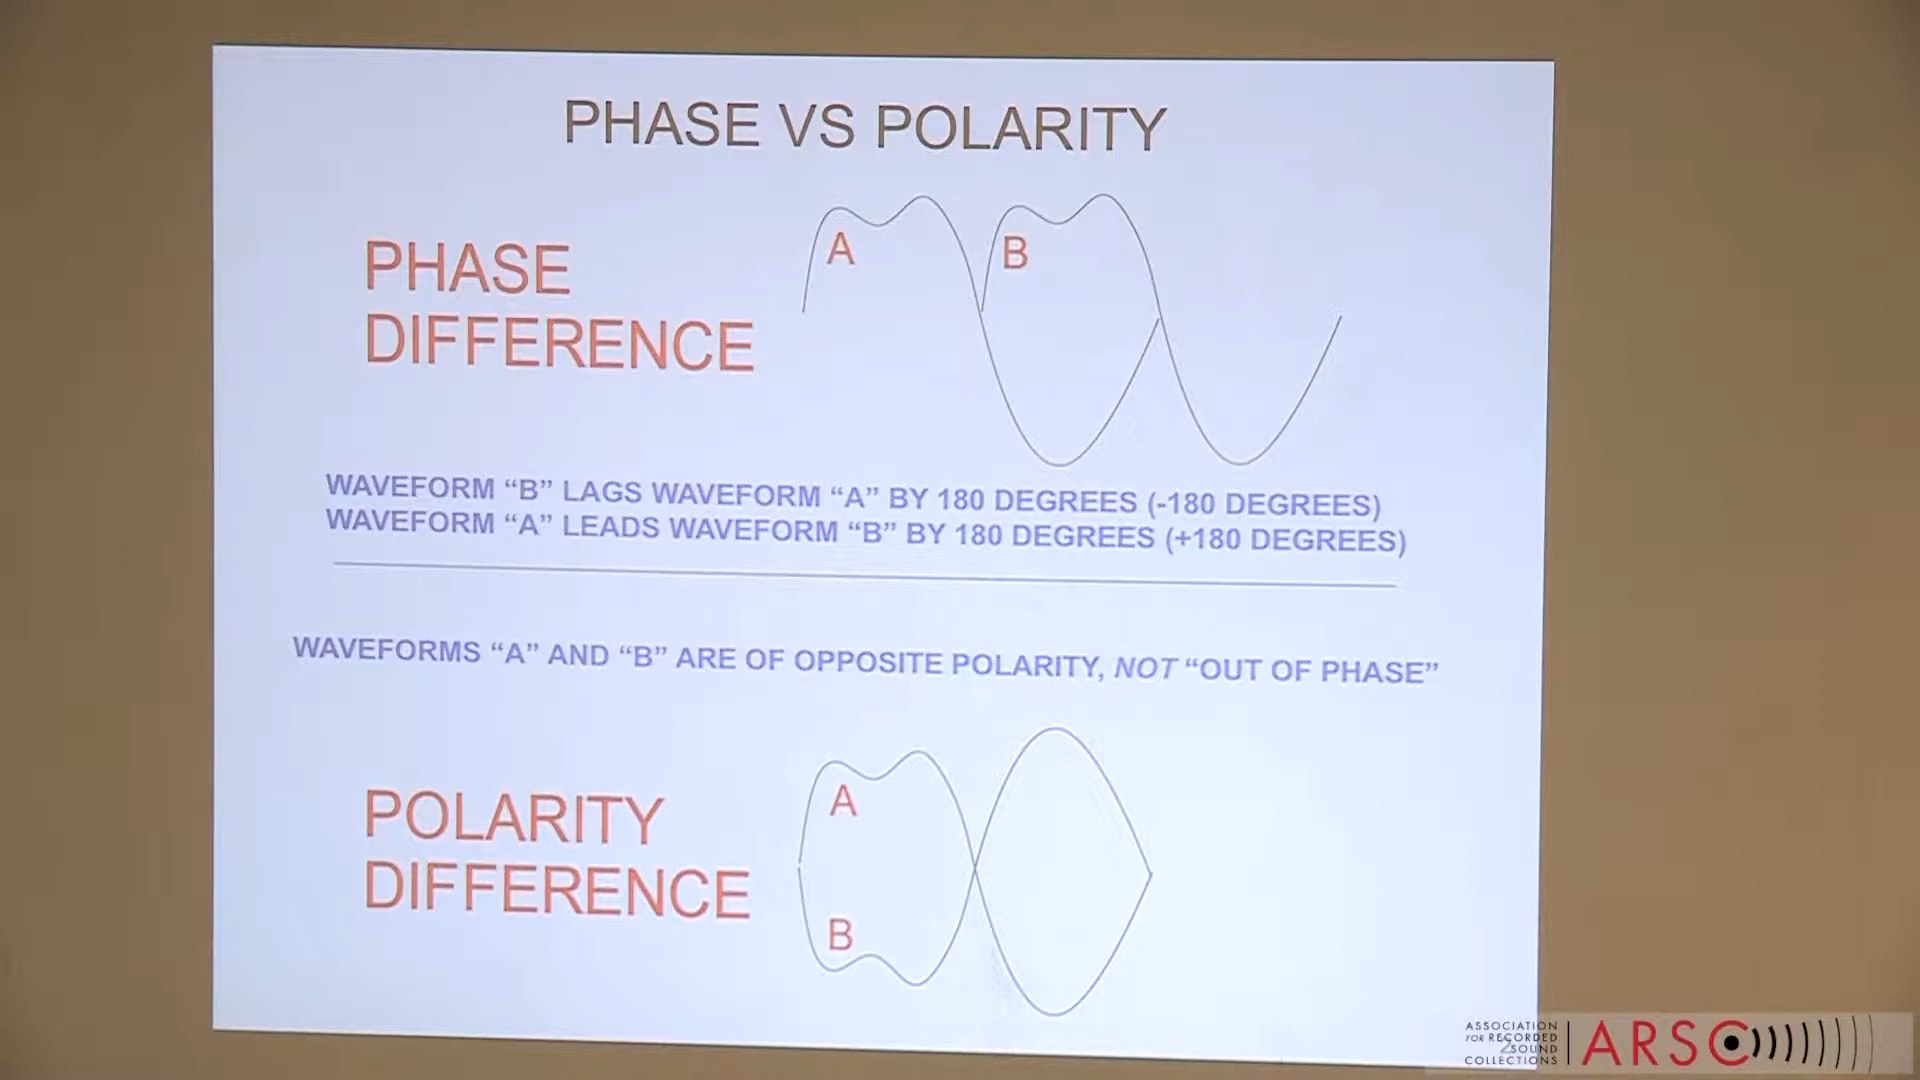 PHASE VS POLARITY
PHASE
DIFFERENCE
A
B
WAVEFORM “B” LAGS WAVEFORM “A” BY 180 DEGREES (-180 DEGREES)
WAVEFORM “A” LEADS WAVEFORM “B” BY 180 DEGREES (+180 DEGREES)
WAVEFORMS “A” AND “B” ARE OF OPPOSITE POLARITY, NOT “OUT OF PHASE”
POLARITY
DIFFERENCE
A
B
2
ASSOCIATION
FOR RECORDED
SOUND
COLLECTIONS
ARSC